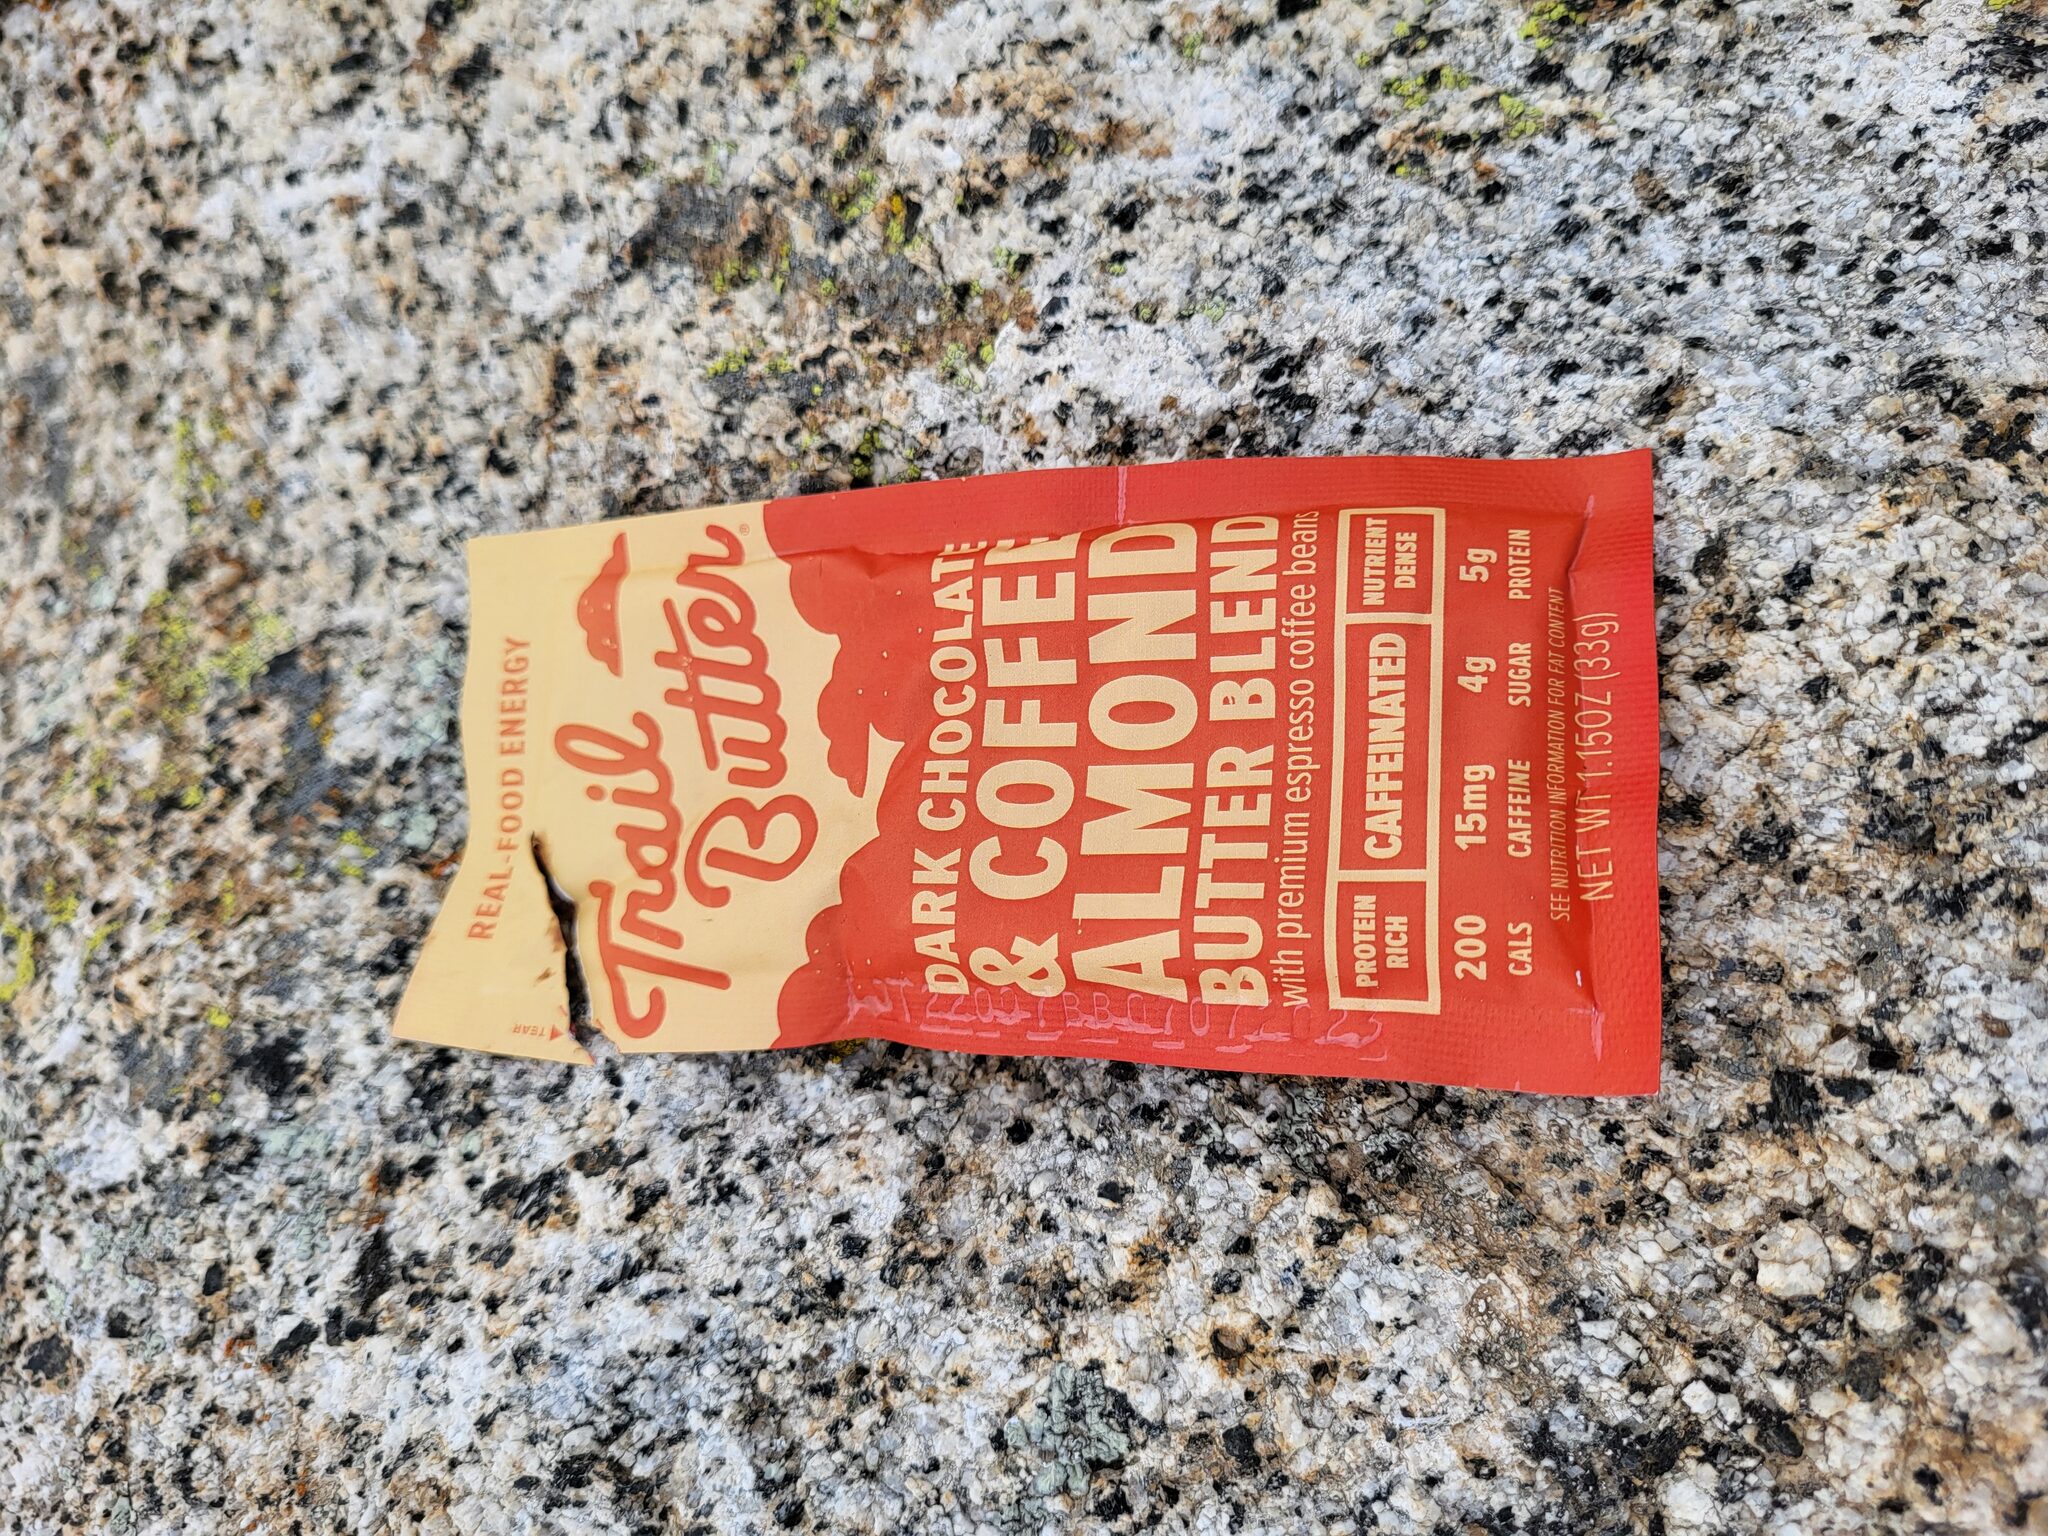 REAL-FOOD ENERGY
TEAR
Trail
Butter®
DARK CHOCOLATE
& COFFEE
ALMOND
BUTTER BLEND
with premium espresso coffee beans
PROTEIN RICH
CAFFEINATED
NUTRIENT DENSE
200 CALS
15mg CAFFEINE
4g SUGAR
5g PROTEIN
SEE NUTRITION INFORMATION FOR FAT CONTENT
NET WT 1.15OZ (33g)